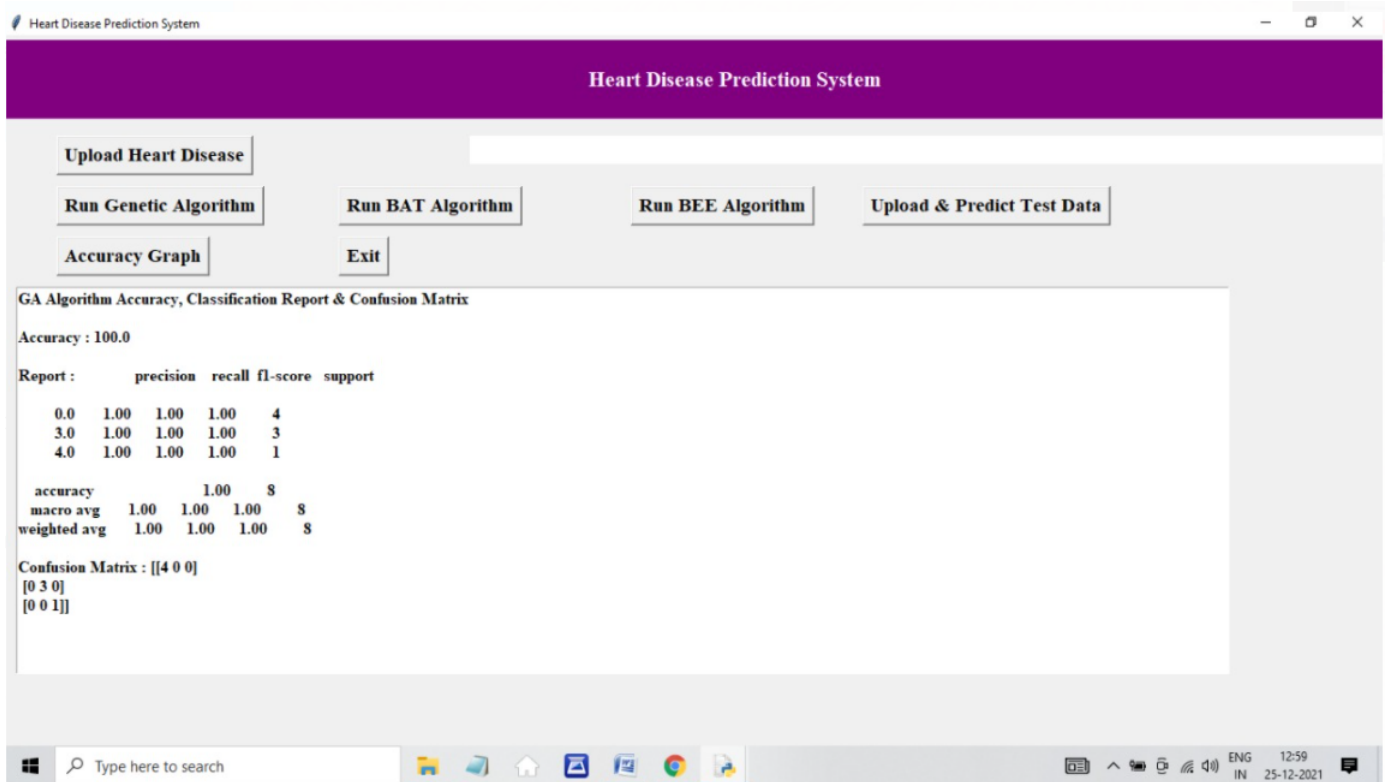 Heart Disease Prediction System
Heart Disease Prediction System
Upload Heart Disease
Run Genetic Algorithm Run BAT Algorithm Run BEE Algorithm Upload & Predict Test Data
Accuracy Graph Exit
GA Algorithm Accuracy, Classification Report & Confusion Matrix
Accuracy : 100.0
Report : precision recall f1-score support
0.0 1.00 1.00 1.00 4
3.0 1.00 1.00 1.00 3
4.0 1.00 1.00 1.00 1
accuracy 1.00 8
macro avg 1.00 1.00 1.00 8
weighted avg 1.00 1.00 1.00 8
Confusion Matrix : [[4 0 0]
[0 3 0]
[0 0 1]]
Type here to search
ENG 12:59
IN 25-12-2021